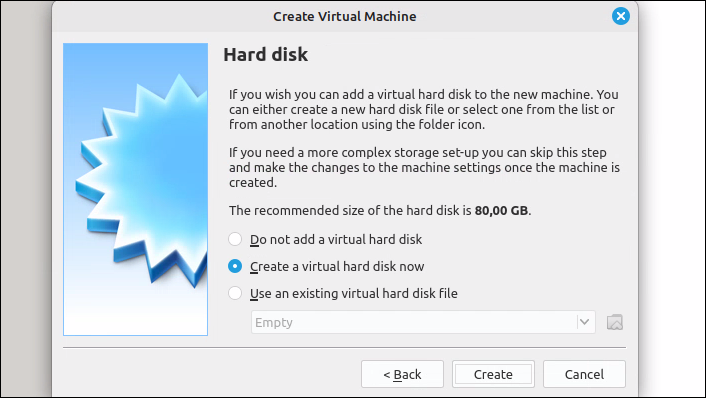 Create Virtual Machine
Hard disk
If you wish you can add a virtual hard disk to the new machine. You
can either create a new hard disk file or select one from the list or
from another location using the folder icon.
If you need a more complex storage set-up you can skip this step
and make the changes to the machine settings once the machine is
created.
The recommended size of the hard disk is 80,00 GB.
Do not add a virtual hard disk
Create a virtual hard disk now
Use an existing virtual hard disk file
Empty
< Back
Create
Cancel